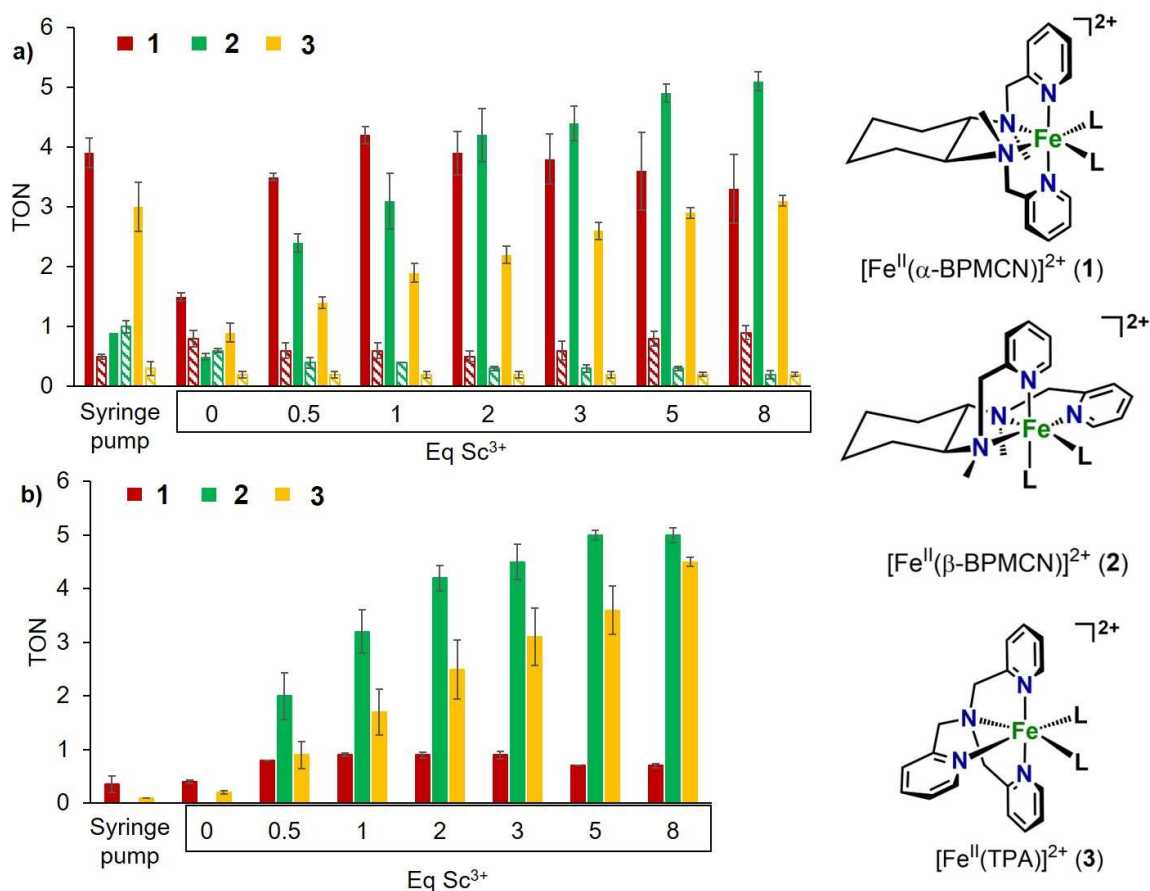 a)
1 2 3
6
5
4
3
2
1
0
TON
Syringe pump
0 0.5 1 2 3 5 8
Eq Sc³⁺
b)
1 2 3
6
5
4
3
2
1
0
TON
Syringe pump
0 0.5 1 2 3 5 8
Eq Sc³⁺
2+
N
N
N
N
Fe
L
L
[Feᴵᴵ(α-BPMCN)]²⁺ (1)
2+
N
N
N
N
Fe
L
L
[Feᴵᴵ(β-BPMCN)]²⁺ (2)
2+
N
N
N
N
Fe
L
L
[Feᴵᴵ(TPA)]²⁺ (3)